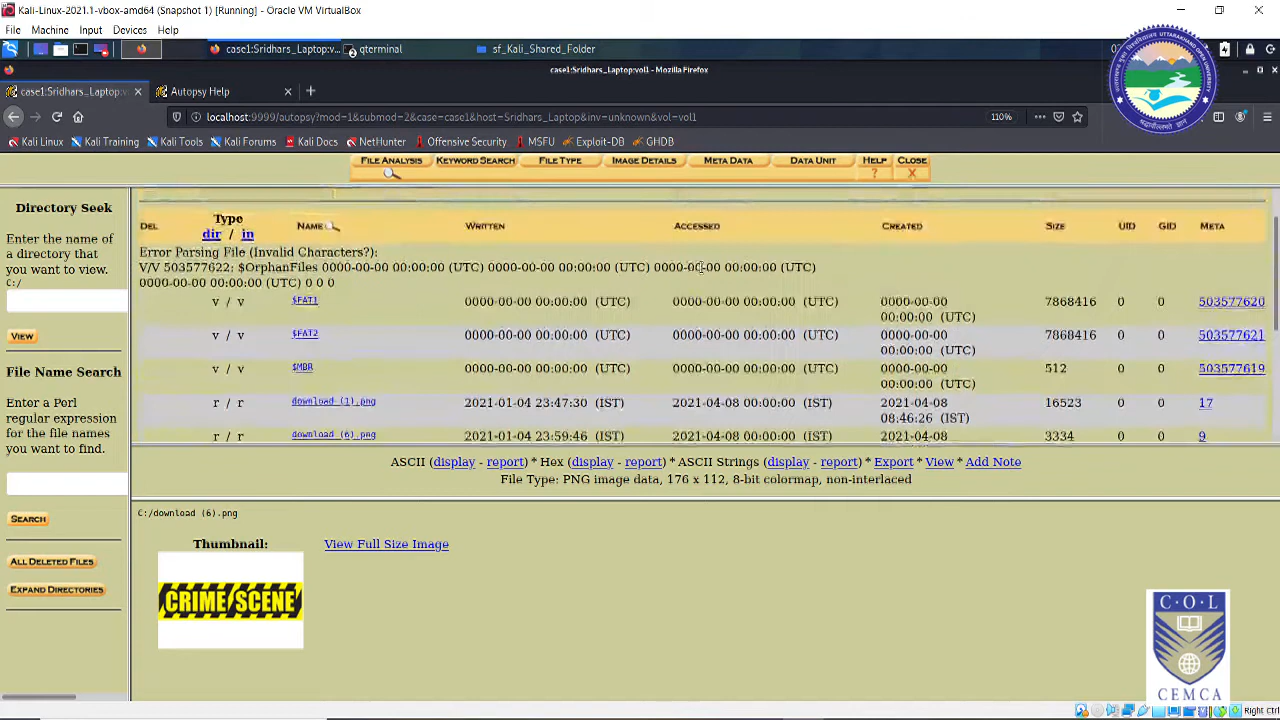 Kali-Linux-2021.1-vbox-amd64 (Snapshot 1) [Running] - Oracle VM VirtualBox
File Machine Input Devices Help
case1:Sridhars_Laptop:v... qterminal sf_Kali_Shared_Folder
case1:Sridhars_Laptop:vol1 - Mozilla Firefox
case1:Sridhars_Laptop:vo Autopsy Help
localhost:9999/autopsy?mod=1&submod=2&case=case1&host=Sridhars_Laptop&inv=unknown&vol=vol1 110%
Kali Linux Kali Training Kali Tools Kali Forums Kali Docs NetHunter Offensive Security MSFU Exploit-DB GHDB
FILE ANALYSIS KEYWORD SEARCH FILE TYPE IMAGE DETAILS META DATA DATA UNIT HELP CLOSE
? X
Directory Seek
Enter the name of
a directory that
you want to view.
C:/
VIEW
File Name Search
Enter a Perl
regular expression
for the file names
you want to find.
SEARCH
ALL DELETED FILES
EXPAND DIRECTORIES
DEL Type NAME WRITTEN ACCESSED CREATED SIZE UID GID META
dir / in
Error Parsing File (Invalid Characters?):
V/V 503577622: $OrphanFiles 0000-00-00 00:00:00 (UTC) 0000-00-00 00:00:00 (UTC) 0000-00-00 00:00:00 (UTC)
0000-00-00 00:00:00 (UTC) 0 0 0
v / v $FAT1 0000-00-00 00:00:00 (UTC) 0000-00-00 00:00:00 (UTC) 0000-00-00 7868416 0 0 503577620
00:00:00 (UTC)
v / v $FAT2 0000-00-00 00:00:00 (UTC) 0000-00-00 00:00:00 (UTC) 0000-00-00 7868416 0 0 503577621
00:00:00 (UTC)
v / v $MBR 0000-00-00 00:00:00 (UTC) 0000-00-00 00:00:00 (UTC) 0000-00-00 512 0 0 503577619
00:00:00 (UTC)
r / r download (1).png 2021-01-04 23:47:30 (IST) 2021-04-08 00:00:00 (IST) 2021-04-08 16523 0 0 17
08:46:26 (IST)
r / r download (6).png 2021-01-04 23:59:46 (IST) 2021-04-08 00:00:00 (IST) 2021-04-08 3334 0 0 9
ASCII (display - report) * Hex (display - report) * ASCII Strings (display - report) * Export * View * Add Note
File Type: PNG image data, 176 x 112, 8-bit colormap, non-interlaced
C:/download (6).png
Thumbnail: View Full Size Image
CRIME SCENE
C·O·L
CEMCA
Right Ctrl